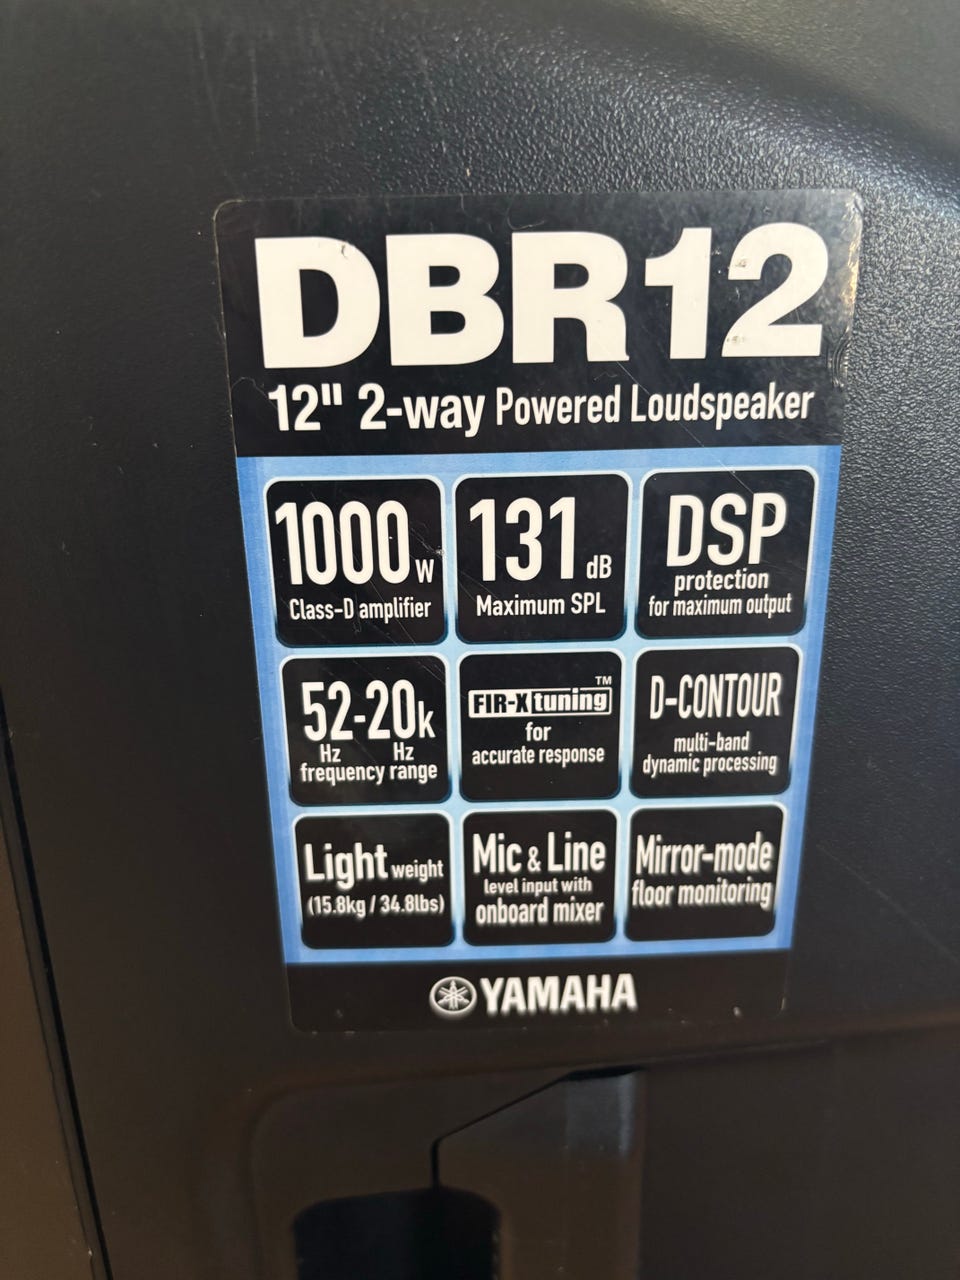 DBR12
12" 2-way Powered Loudspeaker
1000W
Class-D amplifier
131 dB
Maximum SPL
DSP
protection
for maximum output
52-20k
Hz Hz
frequency range
FIR-X tuning TM
for
accurate response
D-CONTOUR
multi-band
dynamic processing
Light weight
(15.8kg / 34.8lbs)
Mic & Line
level input with
onboard mixer
Mirror-mode
floor monitoring
YAMAHA